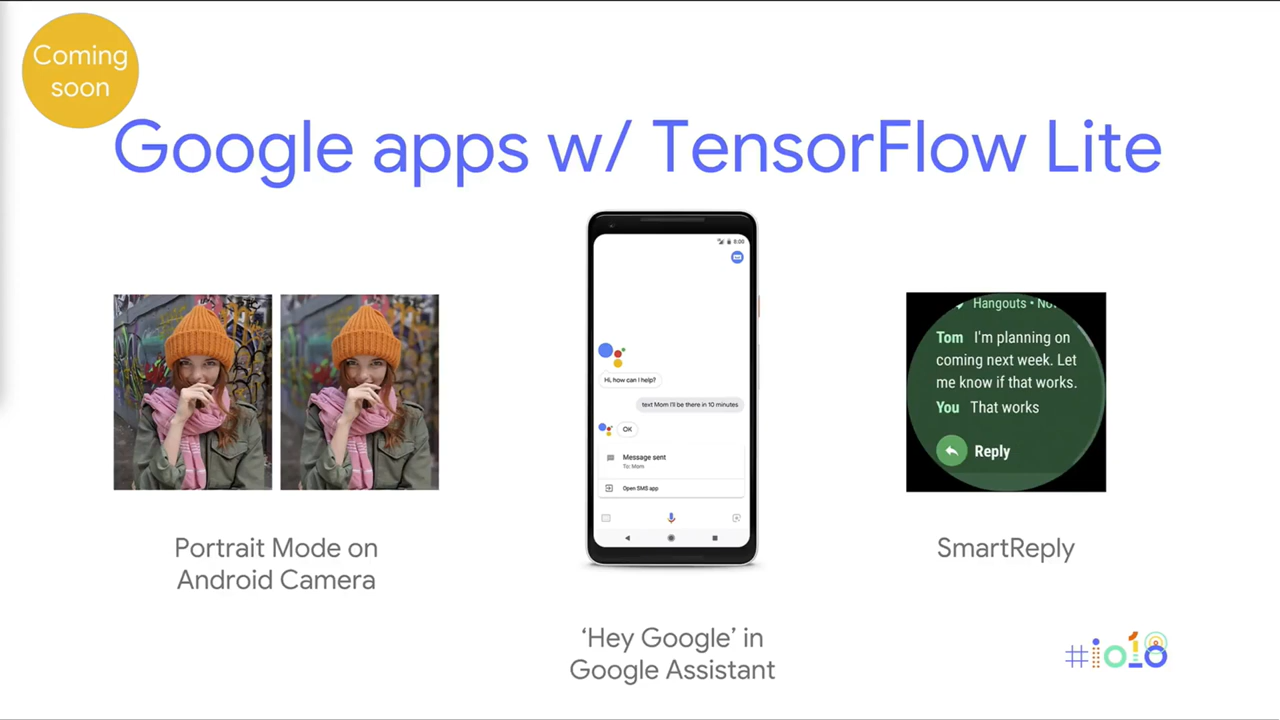 Coming
soon
Google apps w/ TensorFlow Lite
8:00
Hi, how can I help?
text Mom I'll be there in 10 minutes
OK
Message sent
To: Mom
Open SMS app
Hangouts •
Tom I'm planning on
coming next week. Let
me know if that works.
You That works
Reply
Portrait Mode on
Android Camera
SmartReply
‘Hey Google’ in
Google Assistant
#io18